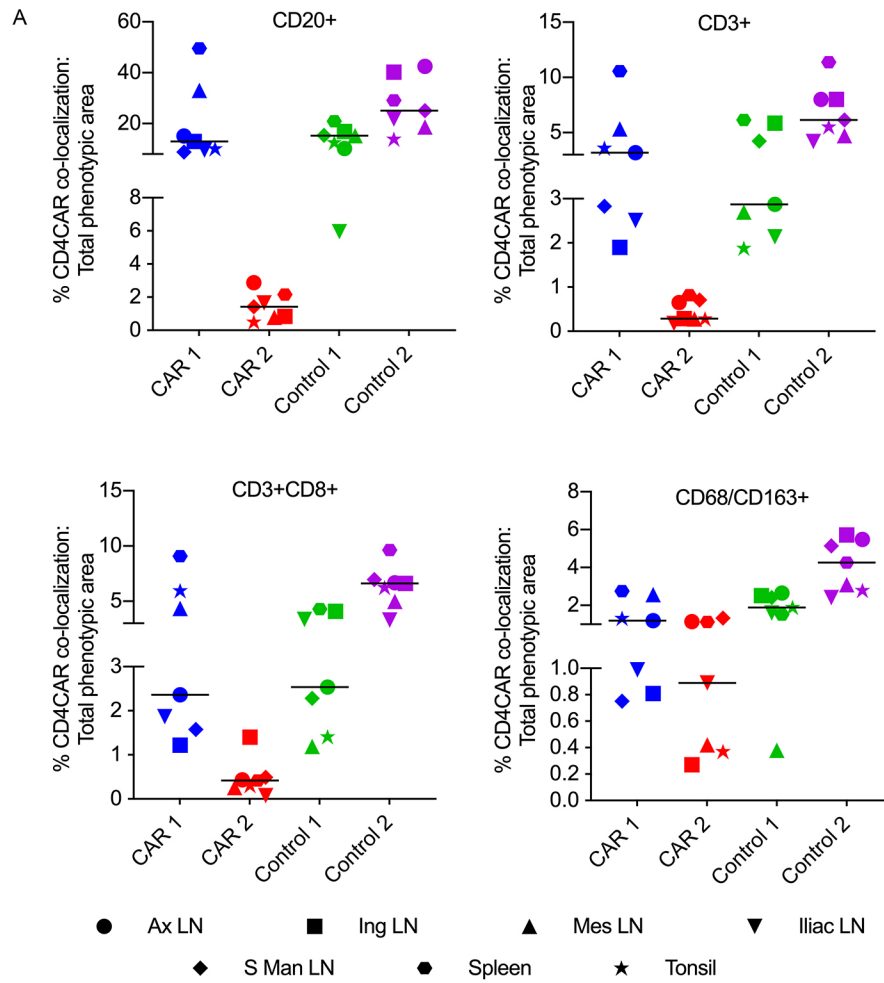 A
CD20+
% CD4CAR co-localization:
Total phenotypic area
60
40
20
8
6
4
2
0
CAR 1
CAR 2
Control 1
Control 2
CD3+
% CD4CAR co-localization:
Total phenotypic area
15
10
5
3
2
1
0
CAR 1
CAR 2
Control 1
Control 2
CD3+CD8+
% CD4CAR co-localization:
Total phenotypic area
15
10
5
3
2
1
0
CAR 1
CAR 2
Control 1
Control 2
CD68/CD163+
% CD4CAR co-localization:
Total phenotypic area
8
6
4
2
1.0
0.8
0.6
0.4
0.2
0.0
CAR 1
CAR 2
Control 1
Control 2
Ax LN
Ing LN
Mes LN
Iliac LN
S Man LN
Spleen
Tonsil